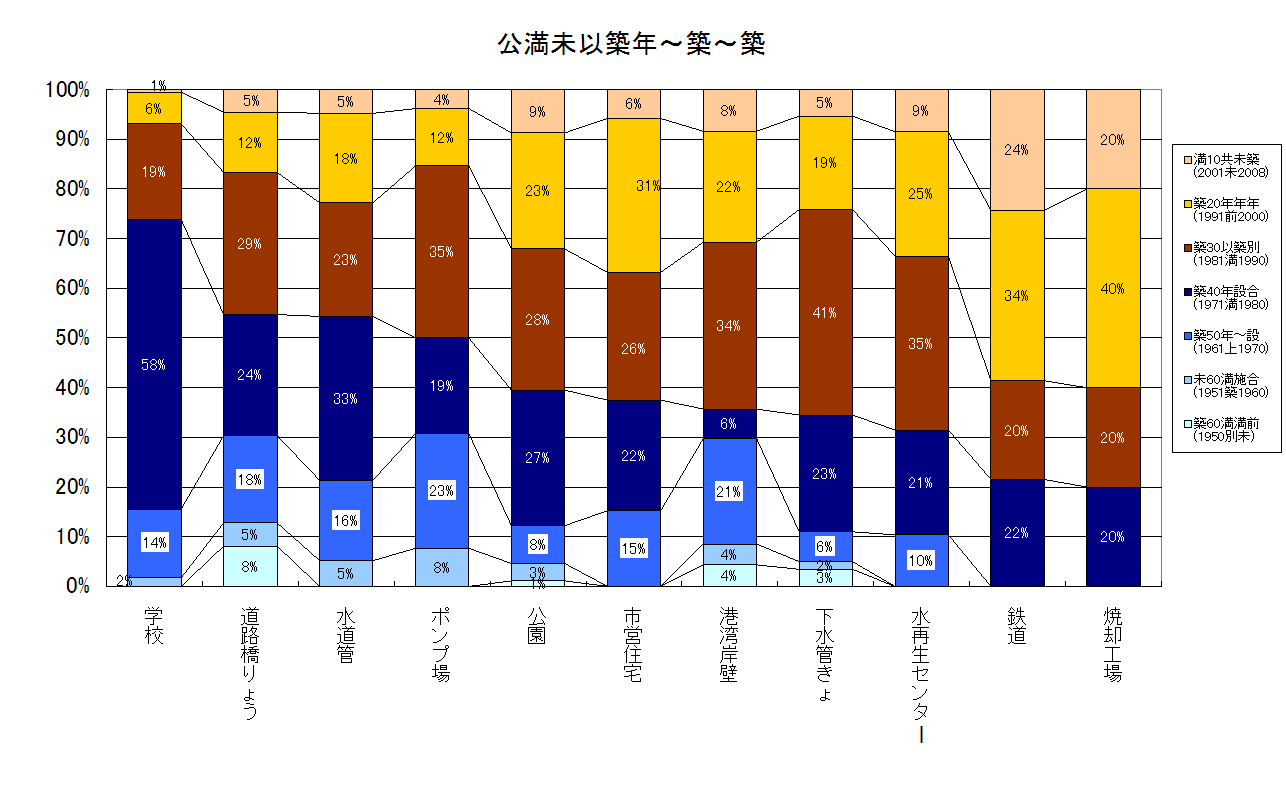 公満未以築年～築～築
100%
90%
80%
70%
60%
50%
40%
30%
20%
10%
0%
1%
6%
19%
58%
14%
2%
5%
12%
29%
24%
18%
5%
8%
5%
18%
23%
33%
16%
5%
4%
12%
35%
19%
23%
8%
9%
23%
28%
27%
8%
3%
1%
6%
31%
26%
22%
15%
8%
22%
34%
6%
21%
4%
4%
5%
19%
41%
23%
6%
2%
3%
9%
25%
35%
21%
10%
24%
34%
20%
22%
20%
40%
20%
20%
学校
道路橋りょう
水道管
ポンプ場
公園
市営住宅
港湾岸壁
下水管きょ
水再生センター
鉄道
焼却工場
満10共未築
(2001未2008)
築20年年年
(1991前2000)
築30以築別
(1981満1990)
築40年設合
(1971満1980)
築50年～設
(1961上1970)
未60満施合
(1951築1960)
築60満満前
(1950別未)